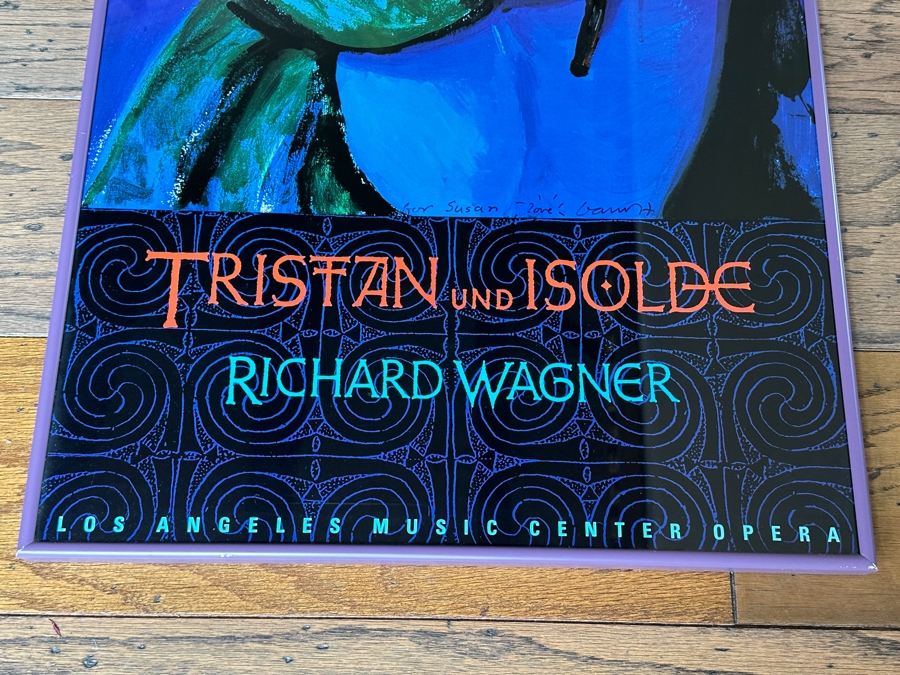 for Susan
TRISTAN UND ISOLDE
RICHARD WAGNER
LOS ANGELES MUSIC CENTER OPERA